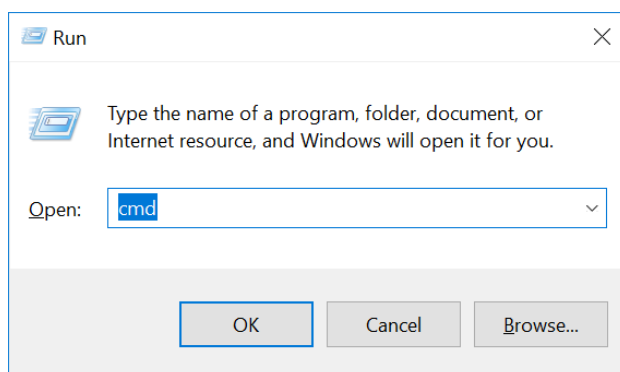 Run
Type the name of a program, folder, document, or
Internet resource, and Windows will open it for you.
Open: cmd
OK Cancel Browse...